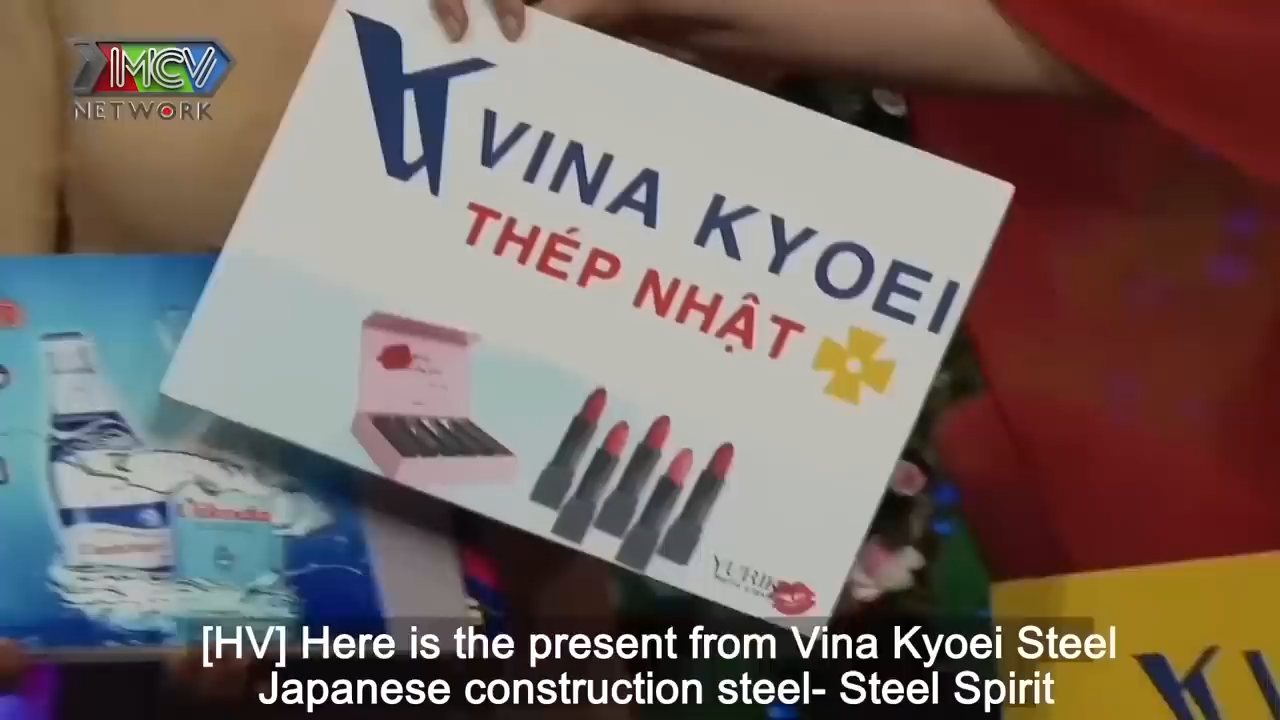 MCV
NETWORK
VINA KYOEI
THÉP NHẬT
[HV] Here is the present from Vina Kyoei Steel
Japanese construction steel- Steel Spirit